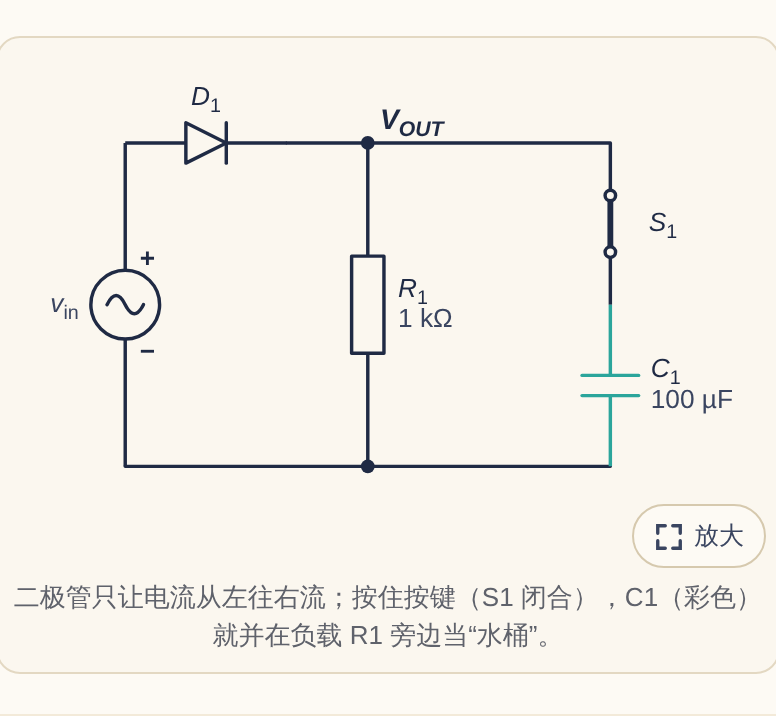 D1
VOUT
S1
+
vin
R1
1 kΩ
−
C1
100 µF
放大
二极管只让电流从左往右流；按住按键（S1 闭合），C1（彩色）
就并在负载 R1 旁边当“水桶”。